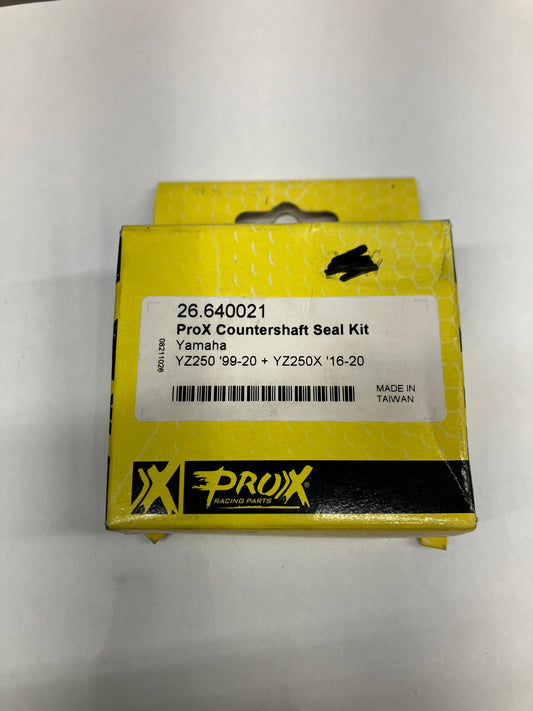 26.640021
ProX Countershaft Seal Kit
Yamaha
YZ250 '99-20 + YZ250X '16-20
08211026
MADE IN
TAIWAN
PROX®
RACING PARTS